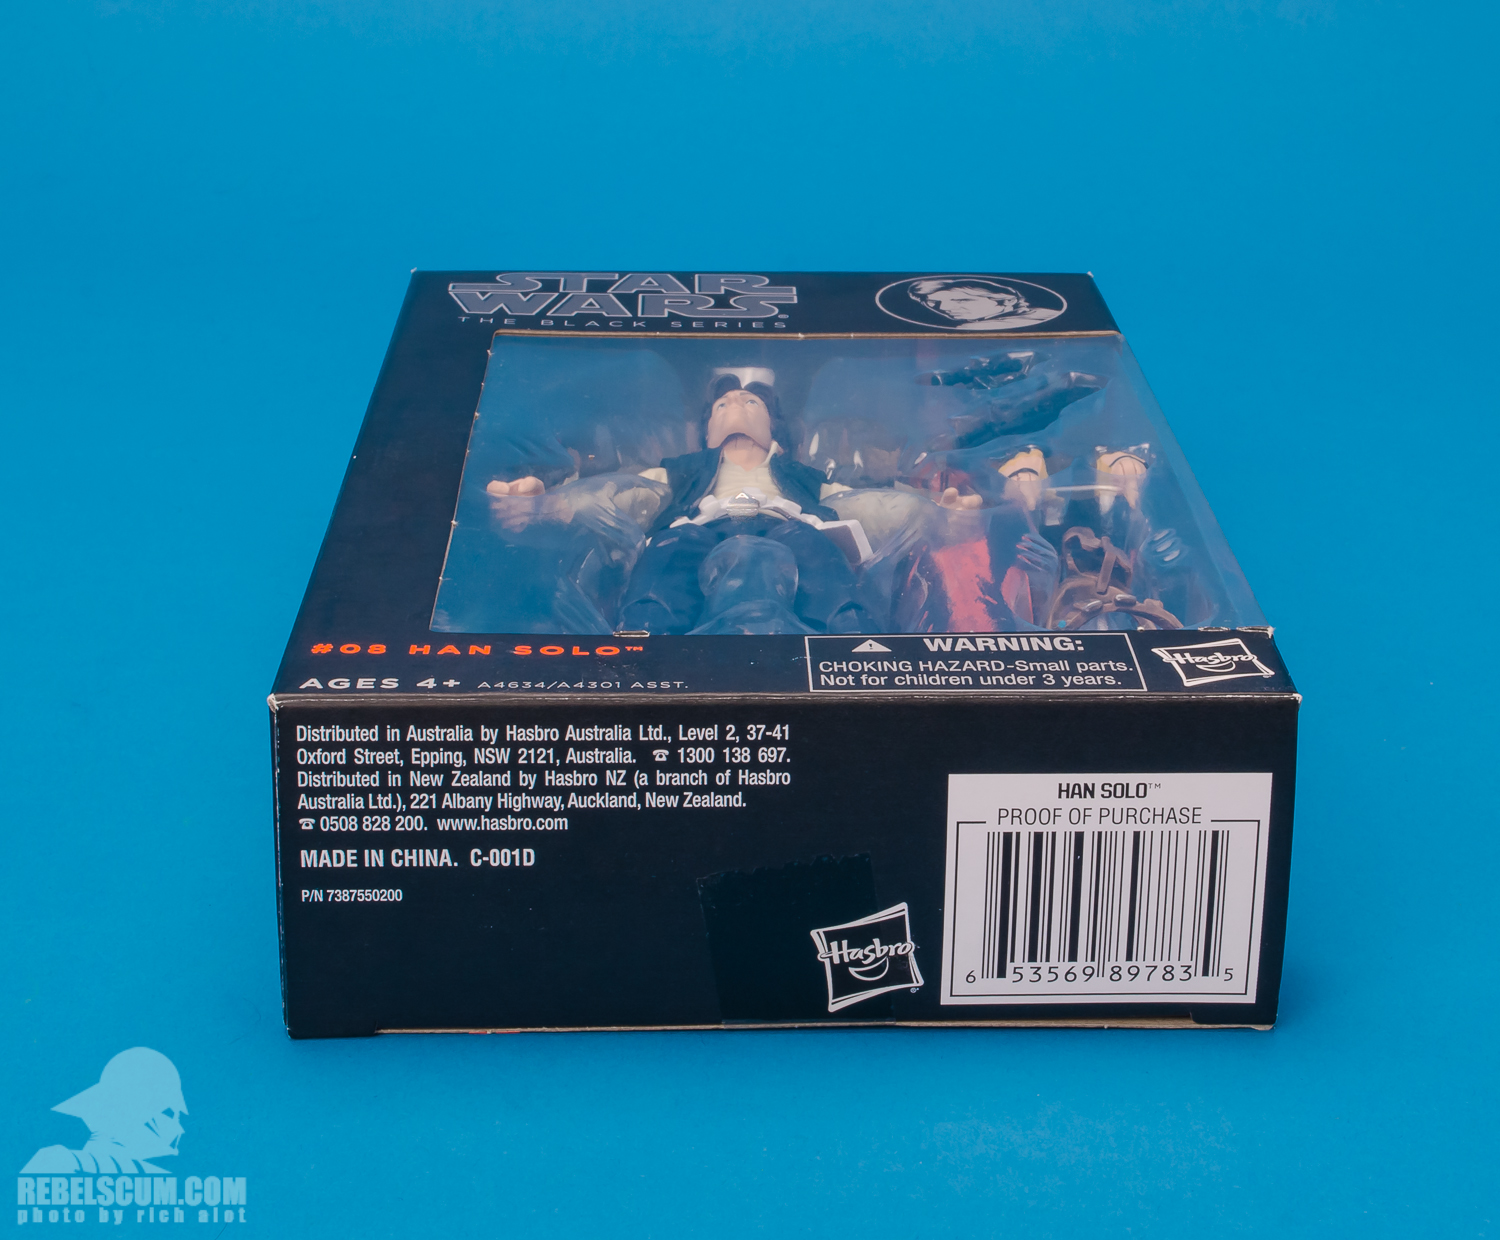 STAR
WARS®
THE BLACK SERIES
#08 HAN SOLO™
AGES 4+ A4634/A4301 ASST.
WARNING:
CHOKING HAZARD-Small parts.
Not for children under 3 years.
Hasbro
Distributed in Australia by Hasbro Australia Ltd., Level 2, 37-41
Oxford Street, Epping, NSW 2121, Australia. ☎ 1300 138 697.
Distributed in New Zealand by Hasbro NZ (a branch of Hasbro
Australia Ltd.), 221 Albany Highway, Auckland, New Zealand.
☎ 0508 828 200. www.hasbro.com
MADE IN CHINA. C-001D
P/N 7387550200
Hasbro
®
HAN SOLO™
PROOF OF PURCHASE
6 53569 89783 5
REBELSCUM.COM
photo by rich alot